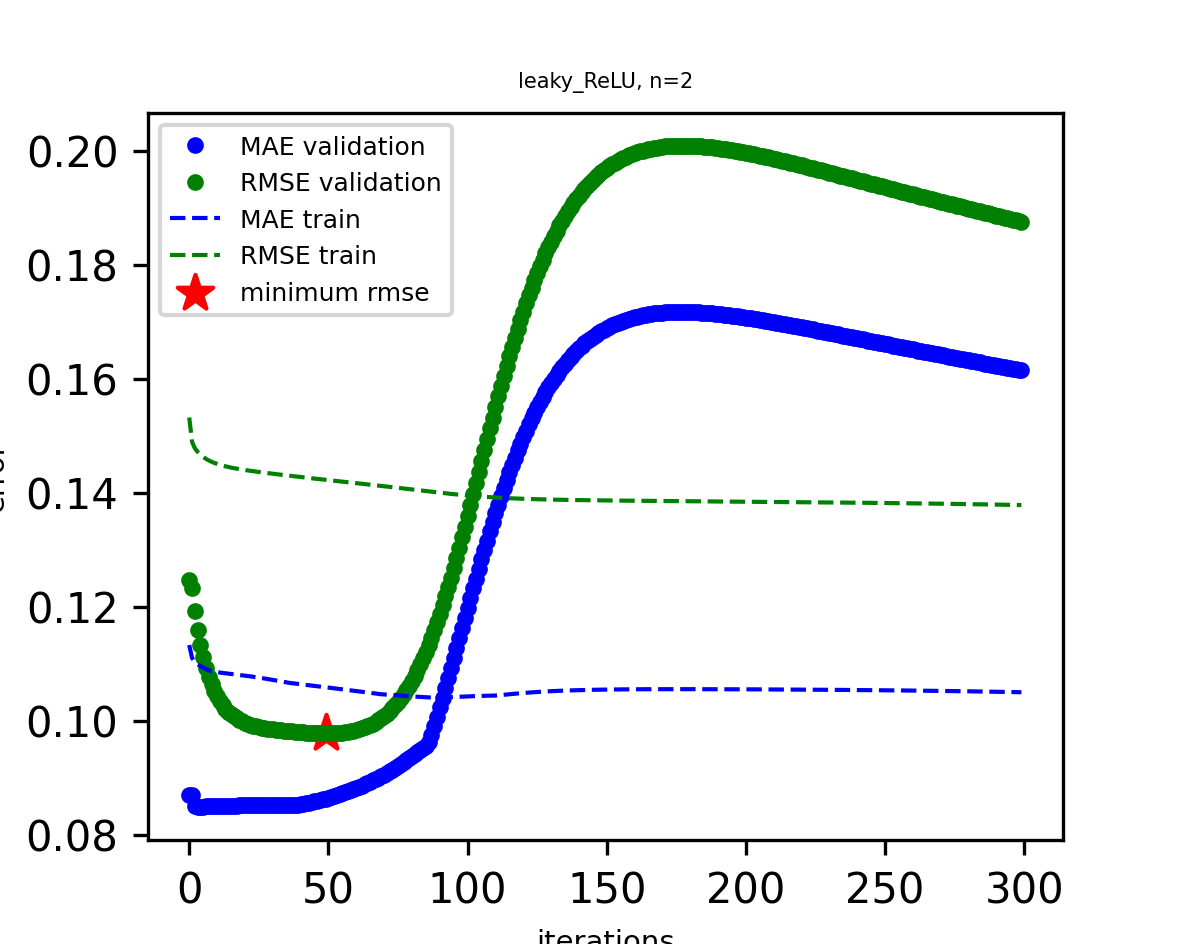 leaky_ReLU, n=2
MAE validation
RMSE validation
MAE train
RMSE train
minimum rmse
0.20
0.18
0.16
0.14
0.12
0.10
0.08
0 50 100 150 200 250 300
iterations